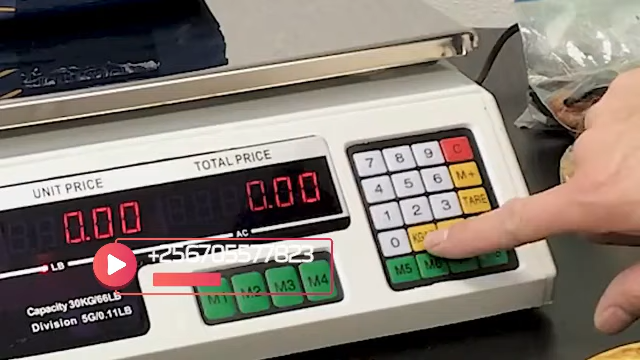 UNIT PRICE
TOTAL PRICE
0.00
0.00
LB
AC
+256705577823
Capacity 30KG/66LB
Division 5G/0.11LB
7 8 9 C
4 5 6 M+
1 2 3 TARE
0
M5 M6
M1 M2 M3 M4